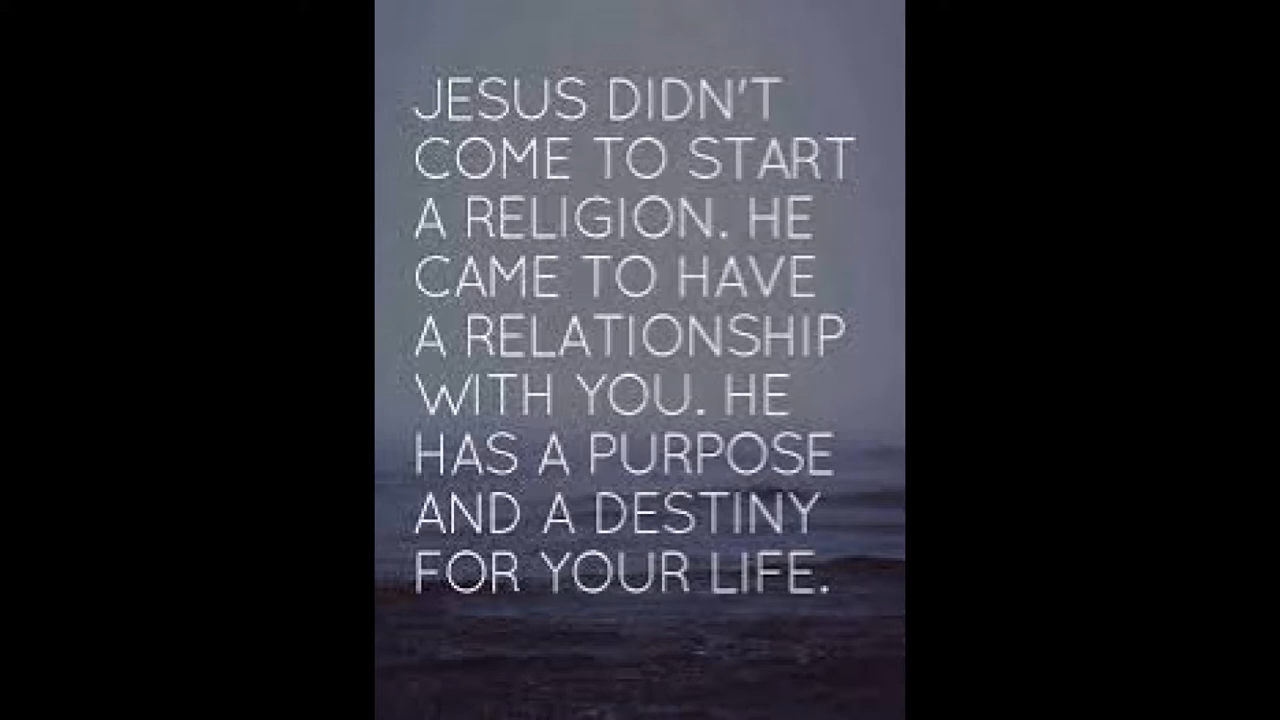 JESUS DIDN'T
COME TO START
A RELIGION. HE
CAME TO HAVE
A RELATIONSHIP
WITH YOU. HE
HAS A PURPOSE
AND A DESTINY
FOR YOUR LIFE.